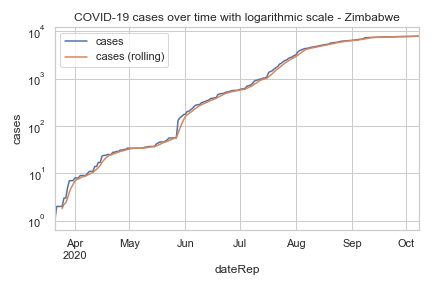 COVID-19 cases over time with logarithmic scale - Zimbabwe
cases
cases (rolling)
10⁴
10³
10²
10¹
10⁰
cases
Apr May Jun Jul Aug Sep Oct
2020
dateRep